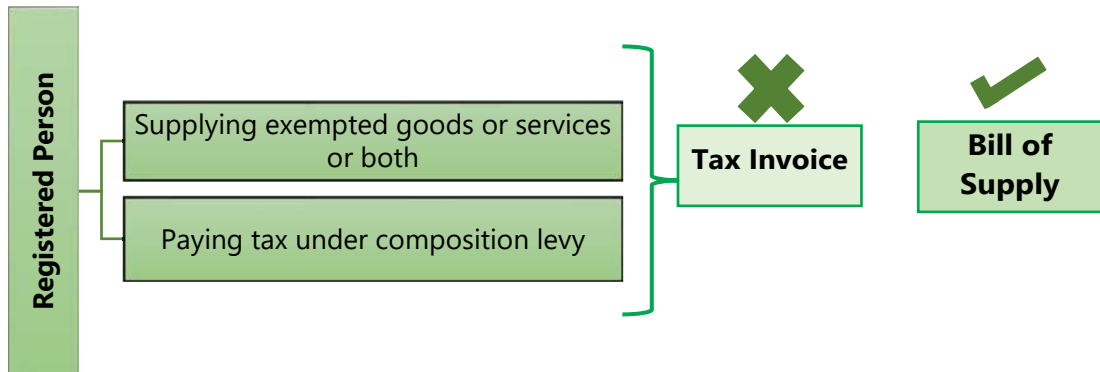 Registered Person
Supplying exempted goods or services
or both
Paying tax under composition levy
Tax Invoice
Bill of
Supply